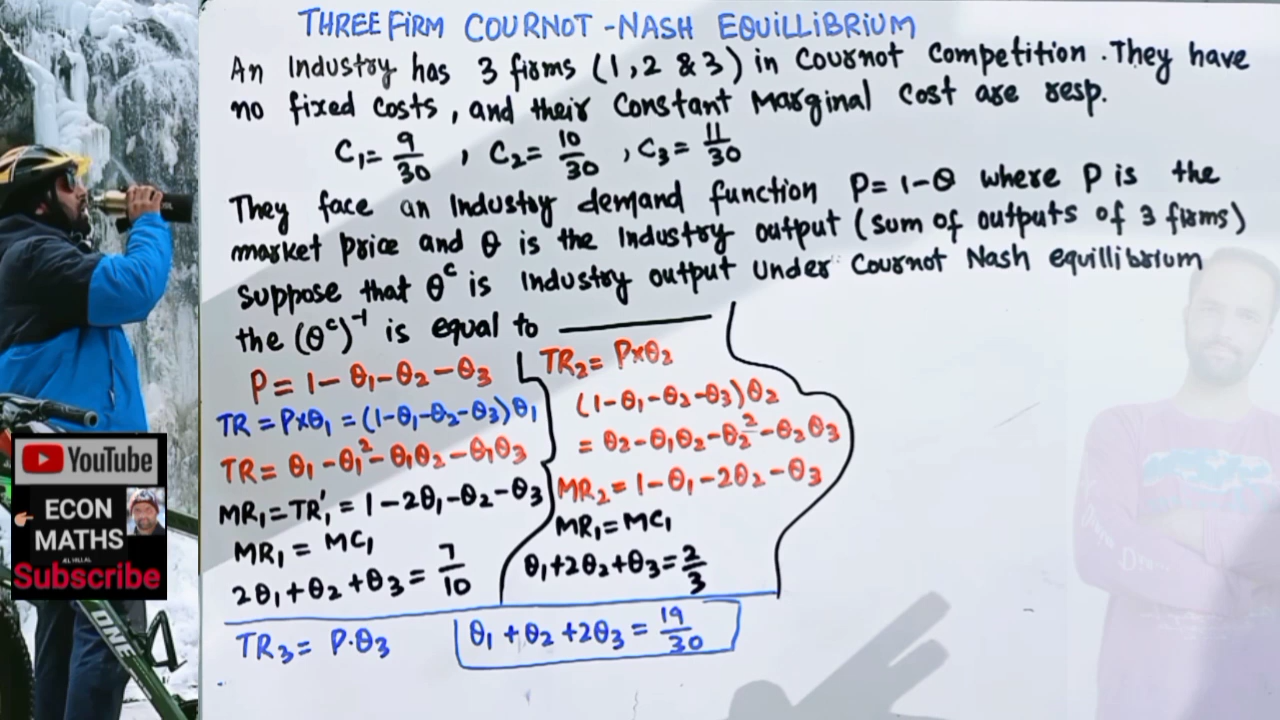 THREE FIRM COURNOT -NASH EQUILLIBRIUM
An Industry has 3 firms (1,2 & 3) in Cournot Competition. They have
no fixed costs, and their Constant Marginal Cost are resp.
C₁= 9/30 , C₂= 10/30 , C₃= 11/30
They face an Industry demand function P= 1-θ where P is the
market price and θ is the Industry output (sum of outputs of 3 firms)
Suppose that θᶜ is Industry output Under Cournot Nash equillibrium
the (θᶜ)⁻¹ is equal to ________
P= 1- θ₁-θ₂-θ₃
TR = Pxθ₁ = (1-θ₁-θ₂-θ₃)θ₁
TR= θ₁-θ₁²-θ₁θ₂-θ₁θ₃
MR₁=TR₁' = 1-2θ₁-θ₂-θ₃
MR₁ = MC₁
2θ₁+θ₂+θ₃= 7/10
TR₂= Pxθ₂
(1-θ₁-θ₂-θ₃)θ₂
= θ₂-θ₁θ₂-θ₂²-θ₂θ₃
MR₂=1-θ₁-2θ₂-θ₃
MR₁=MC₁
θ₁+2θ₂+θ₃= 2/3
TR₃= P·θ₃
θ₁+θ₂+2θ₃= 19/30
YouTube
ECON
MATHS
Subscribe
ONE